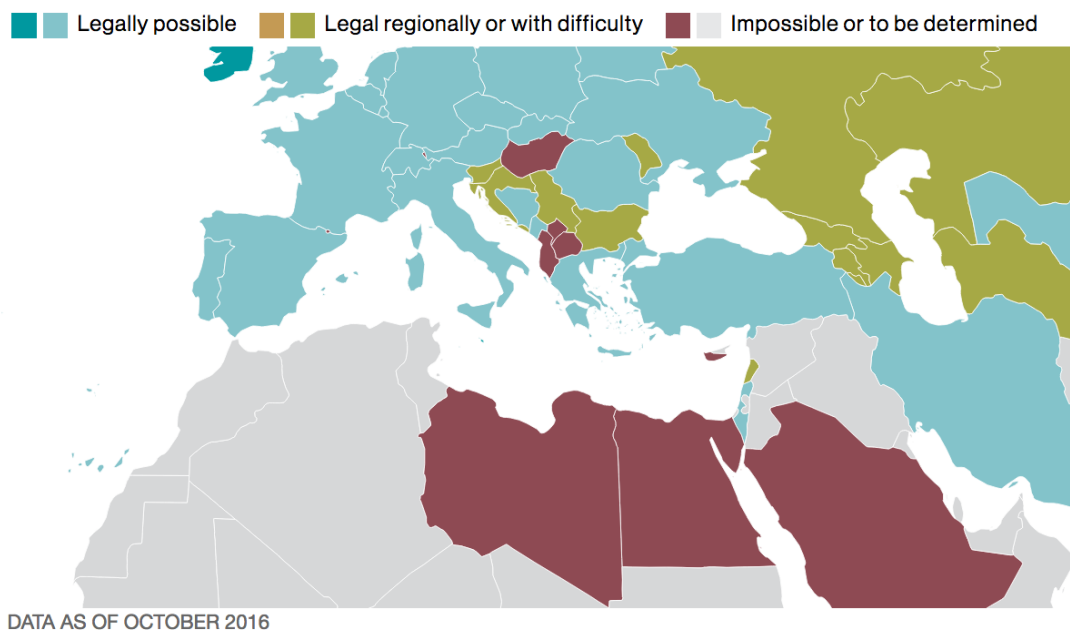 Legally possible Legal regionally or with difficulty Impossible or to be determined
DATA AS OF OCTOBER 2016